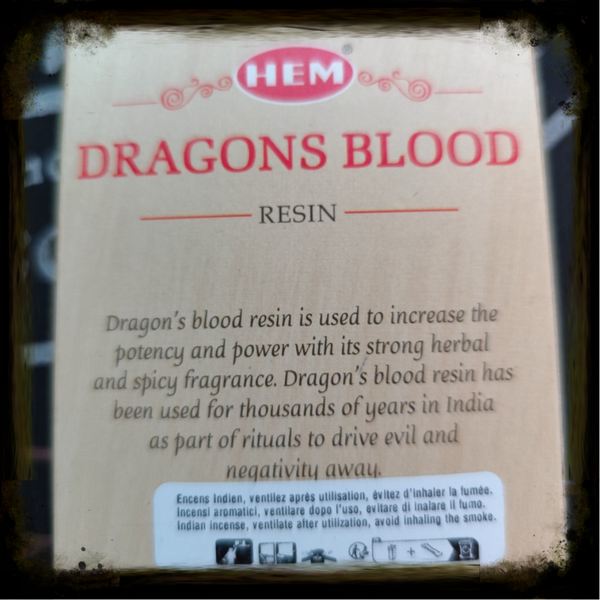 HEM®
DRAGONS BLOOD
RESIN
Dragon's blood resin is used to increase the
potency and power with its strong herbal
and spicy fragrance. Dragon's blood resin has
been used for thousands of years in India
as part of rituals to drive evil and
negativity away.
Encens Indien, ventilez après utilisation, évitez d'inhaler la fumée.
Incensi aromatici, ventilare dopo l'uso, evitare di inalare il fumo.
Indian incense, ventilate after utilization, avoid inhaling the smoke.